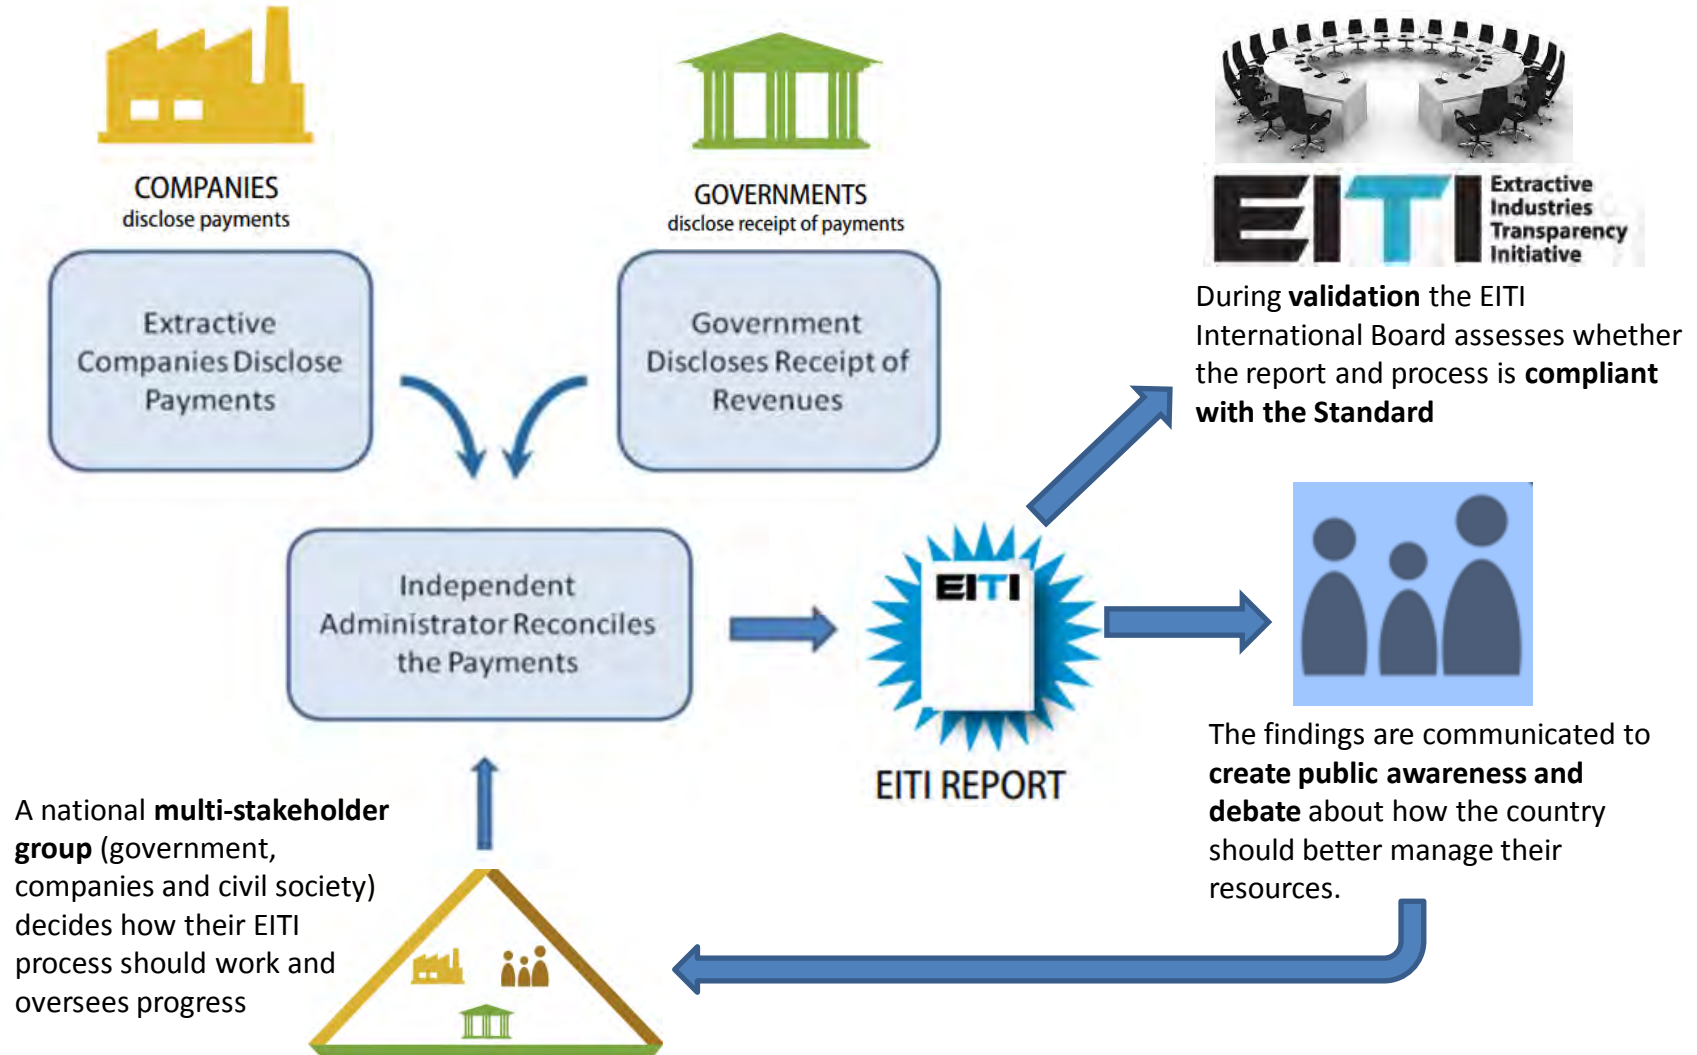 COMPANIES
disclose payments
Extractive
Companies Disclose
Payments
GOVERNMENTS
disclose receipt of payments
Government
Discloses Receipt of
Revenues
EITI
Extractive
Industries
Transparency
Initiative
During validation the EITI
International Board assesses whether
the report and process is compliant
with the Standard
Independent
Administrator Reconciles
the Payments
EITI
EITI REPORT
The findings are communicated to
create public awareness and
debate about how the country
should better manage their
resources.
A national multi-stakeholder
group (government,
companies and civil society)
decides how their EITI
process should work and
oversees progress